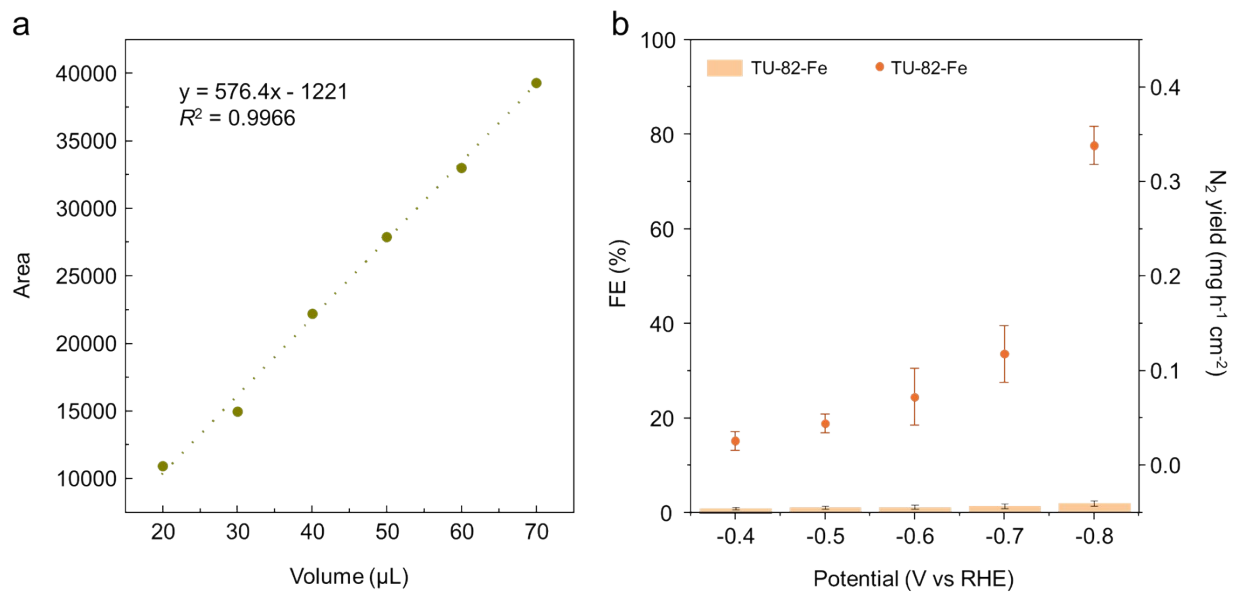 a
y = 576.4x - 1221
R² = 0.9966
40000
35000
30000
25000
20000
15000
10000
Area
20 30 40 50 60 70
Volume (µL)
b
TU-82-Fe TU-82-Fe
100
80
60
40
20
0
FE (%)
0.4
0.3
0.2
0.1
0.0
N₂ yield (mg h⁻¹ cm⁻²)
-0.4 -0.5 -0.6 -0.7 -0.8
Potential (V vs RHE)